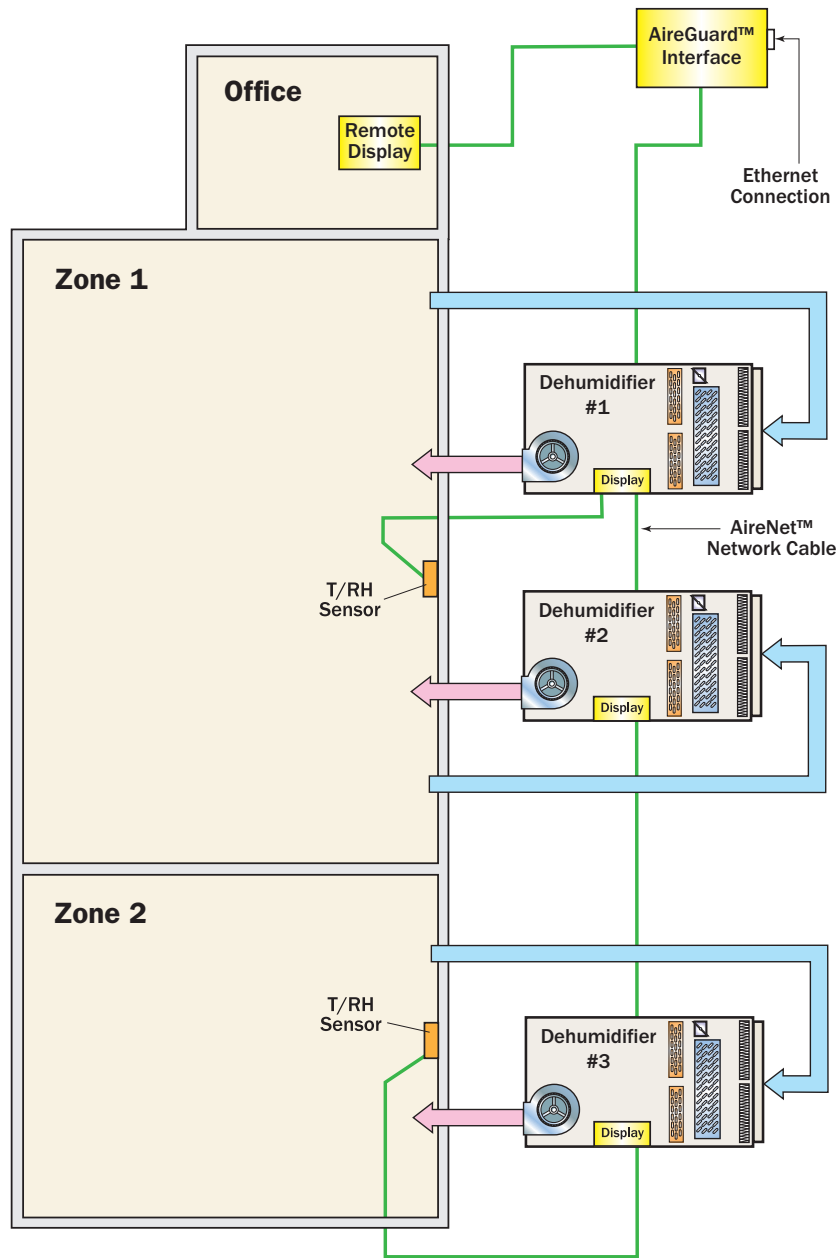 AireGuard™
Interface
Office
Remote
Display
Ethernet
Connection
Zone 1
Dehumidifier
#1
Display
AireNet™
Network Cable
T/RH
Sensor
Dehumidifier
#2
Display
Zone 2
T/RH
Sensor
Dehumidifier
#3
Display